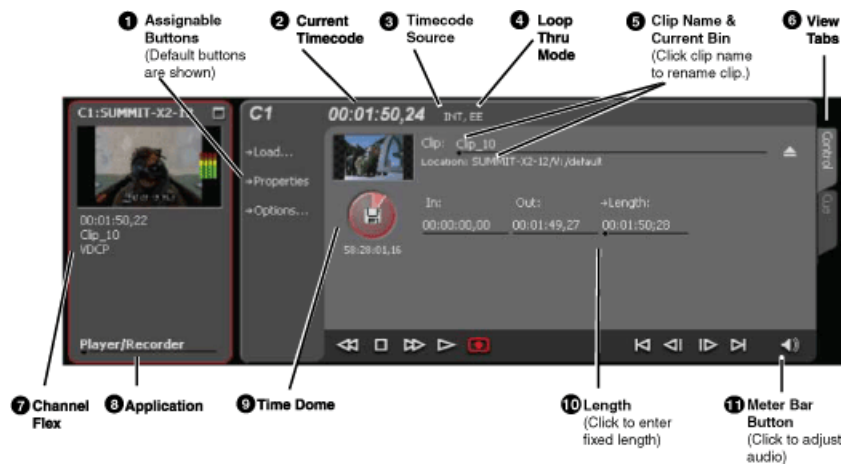 1 Assignable
Buttons
(Default buttons
are shown)
2 Current
Timecode
3 Timecode
Source
4 Loop
Thru
Mode
5 Clip Name &
Current Bin
(Click clip name
to rename clip.)
6 View
Tabs
C1:SUMMIT-X2-12
00:01:50,22
Clip_10
VDCP
Player/Recorder
C1
00:01:50,24
INT, EE
→Load...
→Properties
→Options...
Clip: Clip_10
Location: SUMMIT-X2-12/V:/default
In:
Out:
→Length:
00:00:00,00
00:01:49,27
00:01:50;28
58:28:01,16
Control
Cue
7 Channel
Flex
8 Application
9 Time Dome
10 Length
(Click to enter
fixed length)
11 Meter Bar
Button
(Click to adjust
audio)